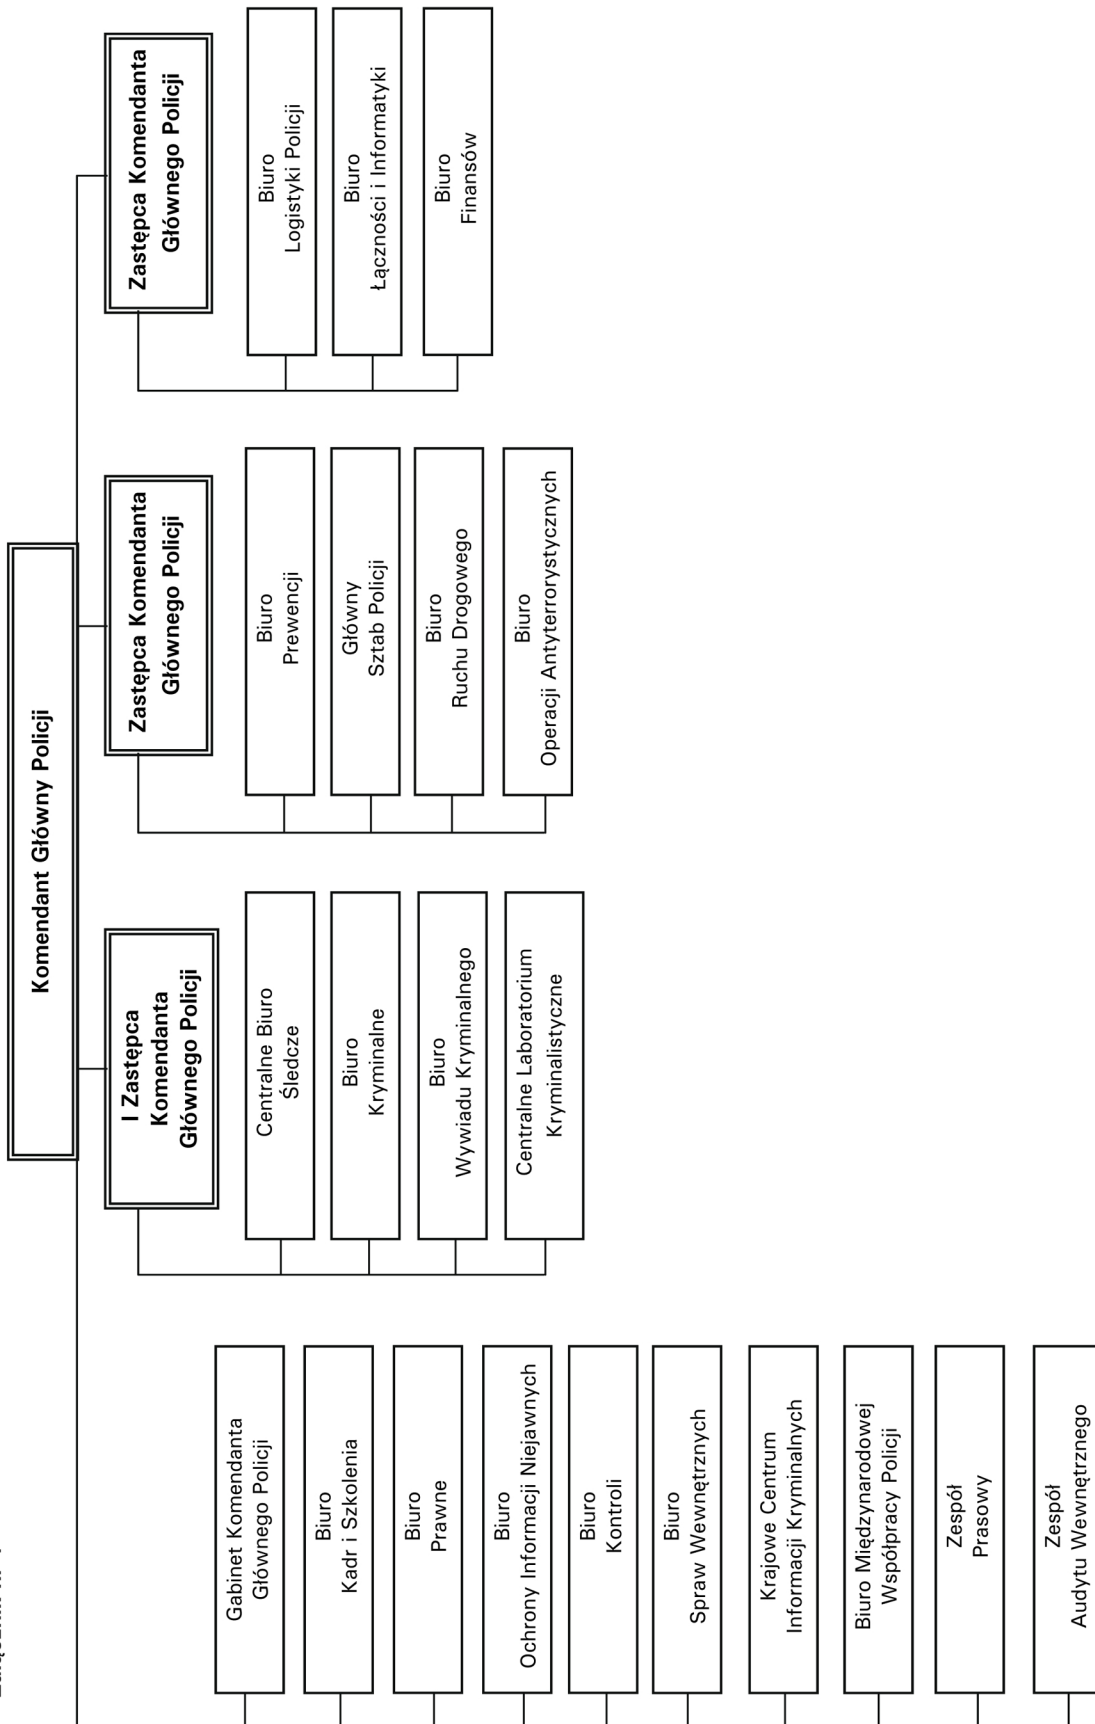 Komendant Główny Policji
I Zastępca
Komendanta
Głównego Policji
Zastępca Komendanta
Głównego Policji
Zastępca Komendanta
Głównego Policji
Gabinet Komendanta
Głównego Policji
Biuro
Kadr i Szkolenia
Biuro
Prawne
Biuro
Ochrony Informacji Niejawnych
Biuro
Kontroli
Biuro
Spraw Wewnętrznych
Krajowe Centrum
Informacji Kryminalnych
Biuro Międzynarodowej
Współpracy Policji
Zespół
Prasowy
Zespół
Audytu Wewnętrznego
Centralne Biuro
Śledcze
Biuro
Kryminalne
Biuro
Wywiadu Kryminalnego
Centralne Laboratorium
Kryminalistyczne
Biuro
Prewencji
Główny
Sztab Policji
Biuro
Ruchu Drogowego
Biuro
Operacji Antyterrorystycznych
Biuro
Logistyki Policji
Biuro
Łączności i Informatyki
Biuro
Finansów